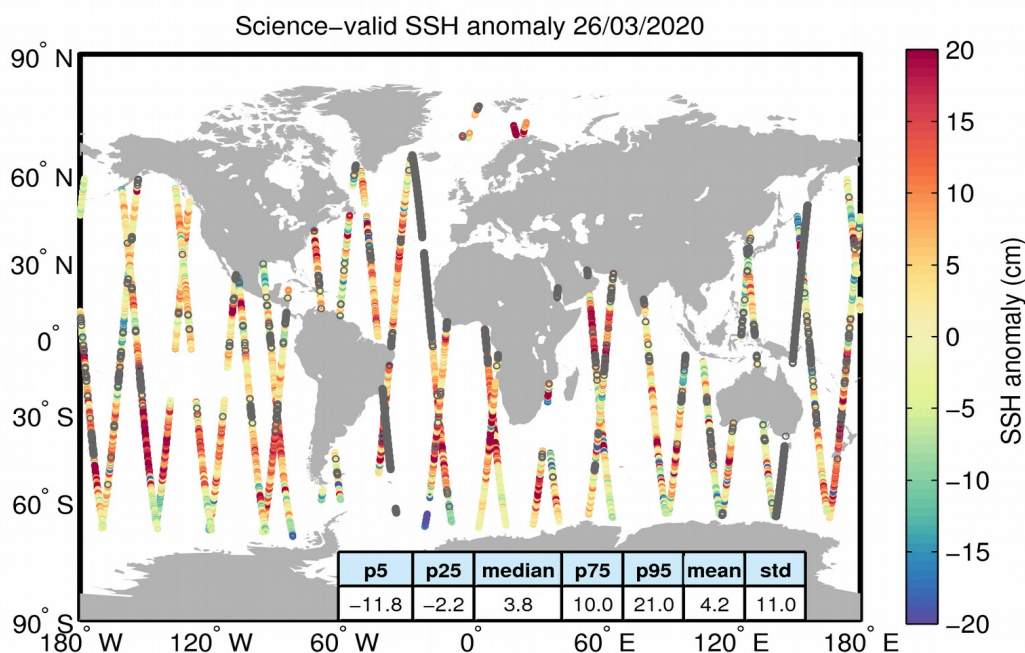 Science−valid SSH anomaly 26/03/2020
90° N
60° N
30° N
0°
30° S
60° S
90° S
180° W
120° W
60° W
0°
60° E
120° E
180° E
p5 p25 median p75 p95 mean std
−11.8 −2.2 3.8 10.0 21.0 4.2 11.0
20
15
10
5
0
−5
−10
−15
−20
SSH anomaly (cm)